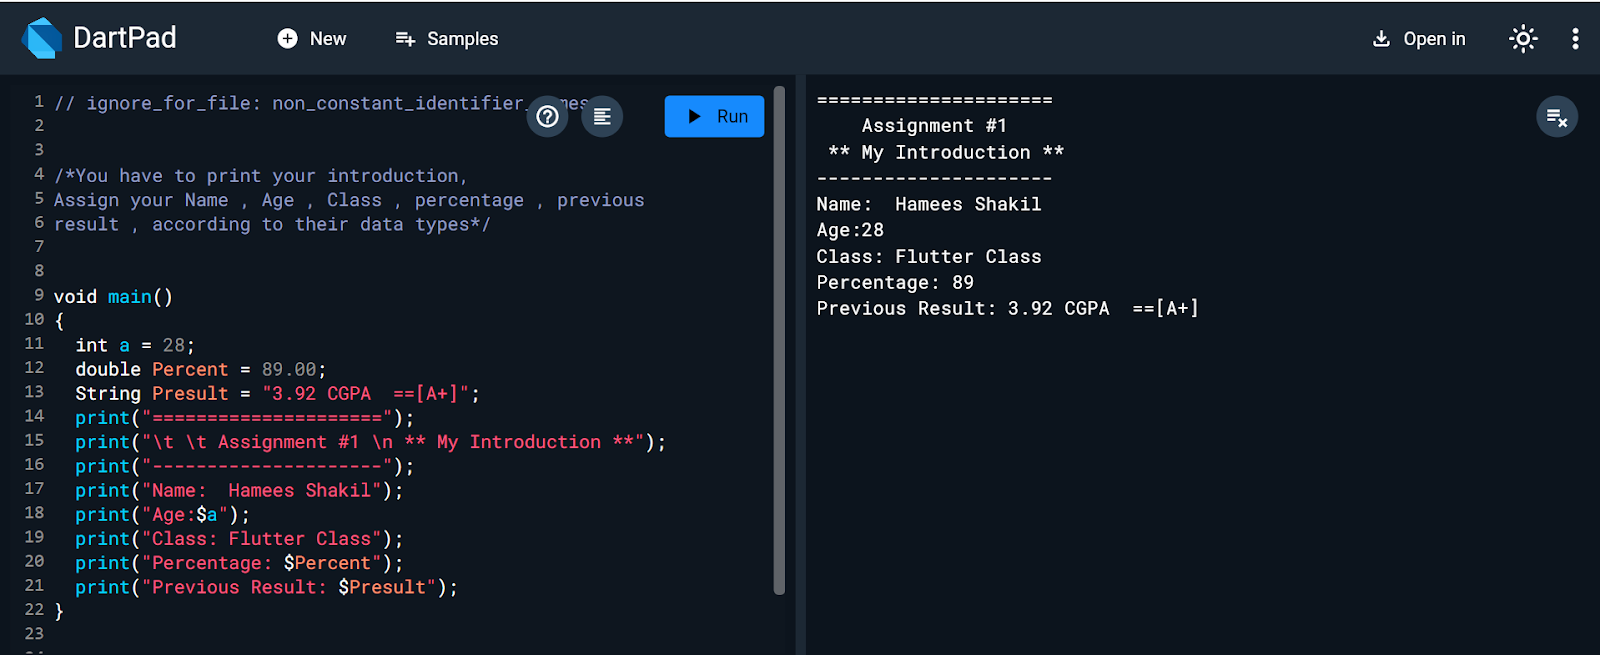 DartPad New Samples Open in
1 // ignore_for_file: non_constant_identifier_ mes
Run
2
3
4 /*You have to print your introduction,
5 Assign your Name , Age , Class , percentage , previous
6 result , according to their data types*/
7
8
9 void main()
10 {
11   int a = 28;
12   double Percent = 89.00;
13   String Presult = "3.92 CGPA  ==[A+]";
14   print("=====================");
15   print("\t \t Assignment #1 \n ** My Introduction **");
16   print("---------------------");
17   print("Name:  Hamees Shakil");
18   print("Age:$a");
19   print("Class: Flutter Class");
20   print("Percentage: $Percent");
21   print("Previous Result: $Presult");
22 }
23
=====================
    Assignment #1
 ** My Introduction **
---------------------
Name:  Hamees Shakil
Age:28
Class: Flutter Class
Percentage: 89
Previous Result: 3.92 CGPA  ==[A+]